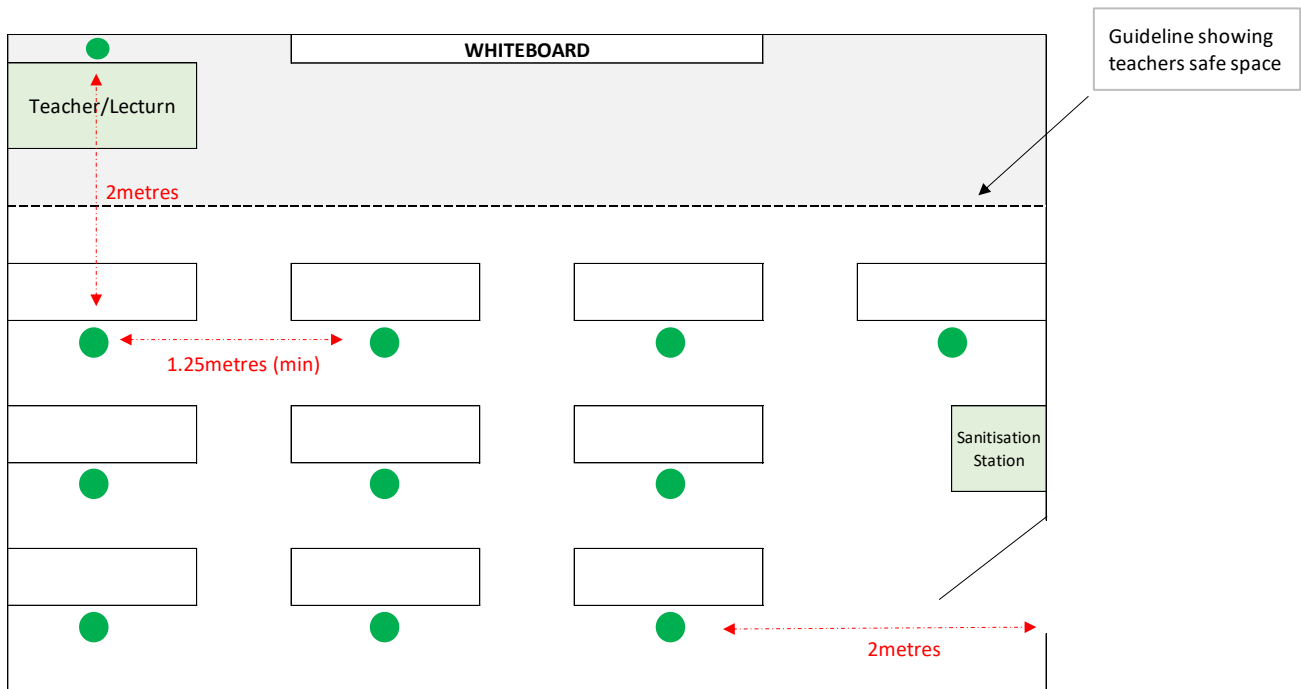 WHITEBOARD
Guideline showing
teachers safe space
Teacher/Lecturn
2metres
1.25metres (min)
Sanitisation
Station
2metres